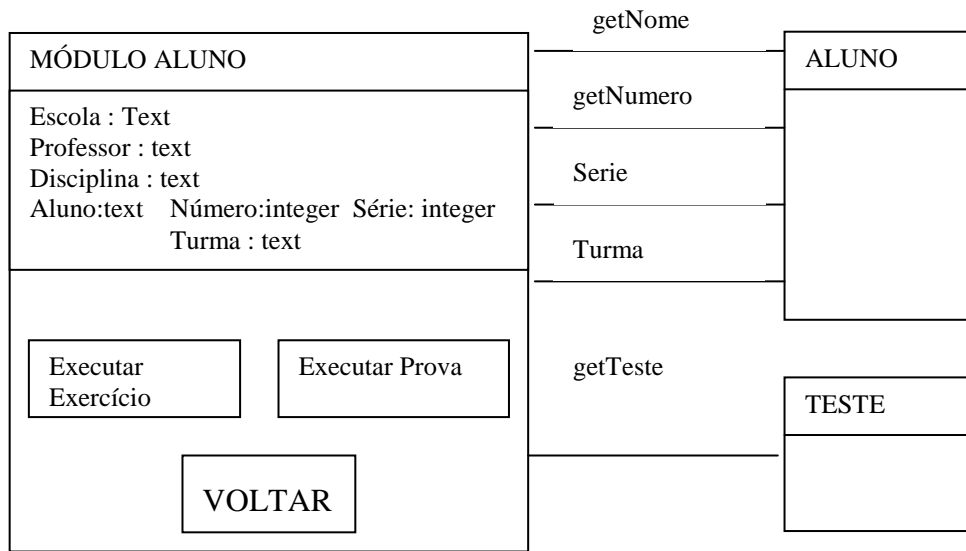 getNome
MÓDULO ALUNO
ALUNO
getNumero
Escola : Text
Professor : text
Disciplina : text
Aluno:text Número:integer Série: integer
Turma : text
Serie
Turma
Executar
Exercício
Executar Prova
getTeste
TESTE
VOLTAR